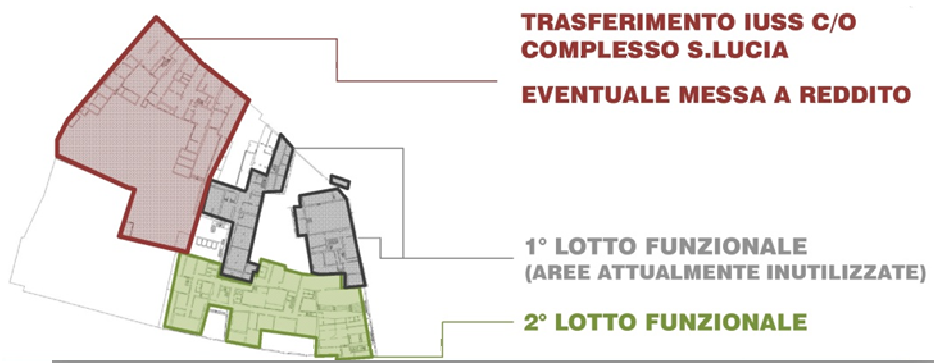 TRASFERIMENTO IUSS C/O
COMPLESSO S.LUCIA
EVENTUALE MESSA A REDDITO
1° LOTTO FUNZIONALE
(AREE ATTUALMENTE INUTILIZZATE)
2° LOTTO FUNZIONALE